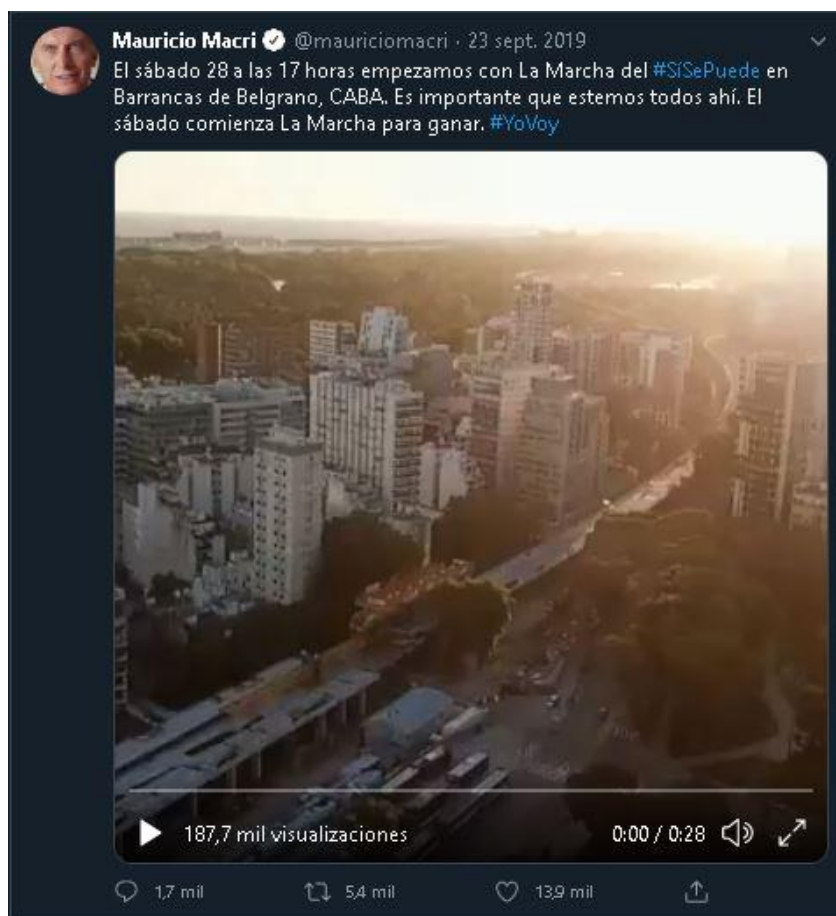 Mauricio Macri @mauriciomacri · 23 sept. 2019
El sábado 28 a las 17 horas empezamos con La Marcha del #SíSePuede en
Barrancas de Belgrano, CABA. Es importante que estemos todos ahí. El
sábado comienza La Marcha para ganar. #YoVoy
187,7 mil visualizaciones 0:00 / 0:28
1,7 mil 5,4 mil 13,9 mil